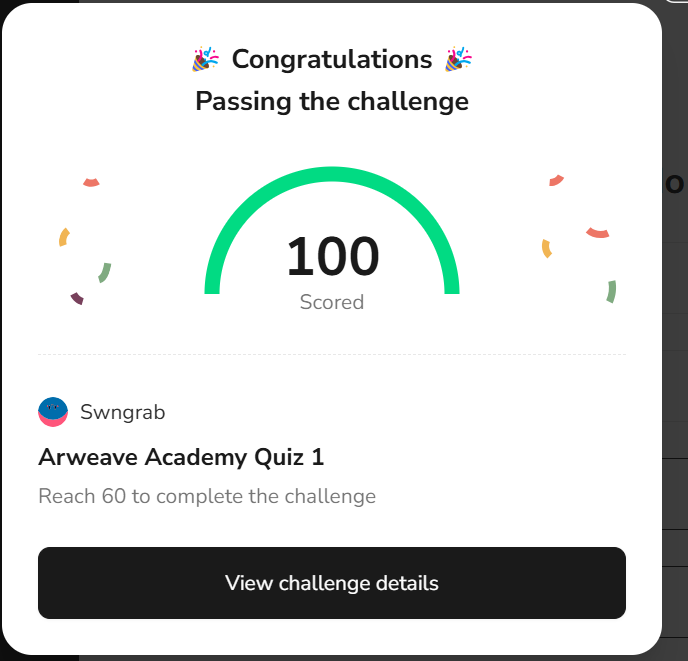 🎉 Congratulations 🎉
Passing the challenge
100
Scored
Swngrab
Arweave Academy Quiz 1
Reach 60 to complete the challenge
View challenge details